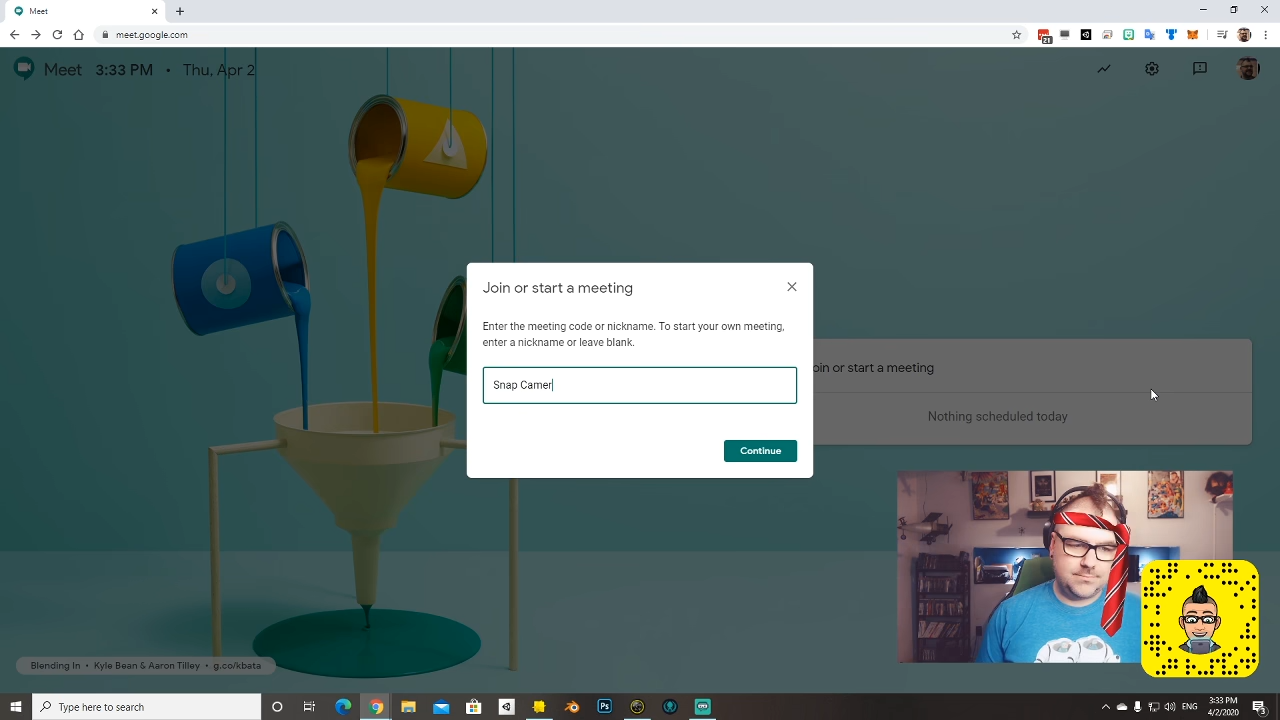 Meet
meet.google.com
21
Meet 3:33 PM • Thu, Apr 2
Join or start a meeting
Enter the meeting code or nickname. To start your own meeting,
enter a nickname or leave blank.
Snap Camer
Continue
oin or start a meeting
Nothing scheduled today
Blending In • Kyle Bean & Aaron Tilley • g.co/kbata
Type here to search
Ps
ENG
3:33 PM
4/2/2020